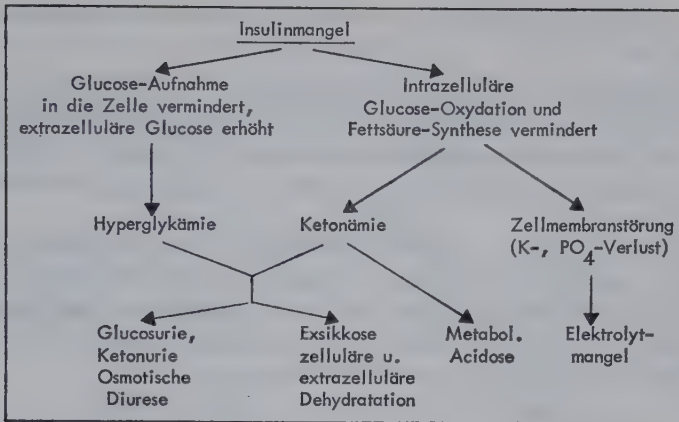 Insulinmangel
Glucose-Aufnahme
in die Zelle vermindert,
extrazelluläre Glucose erhöht
Intrazelluläre
Glucose-Oxydation und
Fettsäure-Synthese vermindert
Hyperglykämie
Ketonämie
Zellmembranstörung
(K-, PO4-Verlust)
Glucosurie,
Ketonurie
Osmotische
Diurese
Exsikkose
zelluläre u.
extrazelluläre
Dehydratation
Metabol.
Acidose
Elektrolyt-
mangel